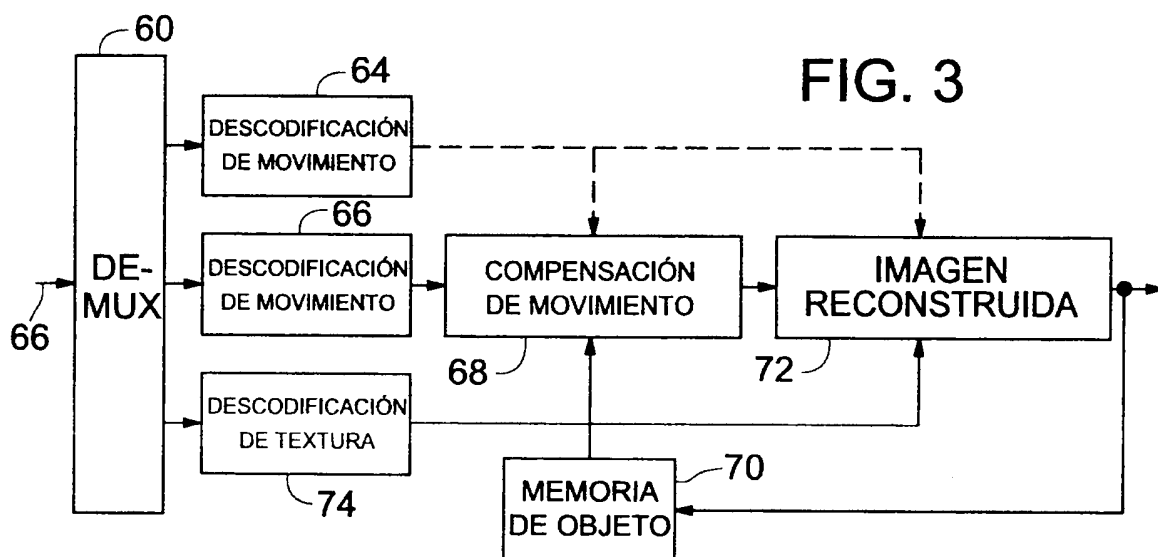 60
FIG. 3
64
DESCODIFICACIÓN
DE MOVIMIENTO
66
DE-
MUX
66
DESCODIFICACIÓN
DE MOVIMIENTO
COMPENSACIÓN
DE MOVIMIENTO
68
IMAGEN
RECONSTRUIDA
72
DESCODIFICACIÓN
DE TEXTURA
74
70
MEMORIA
DE OBJETO